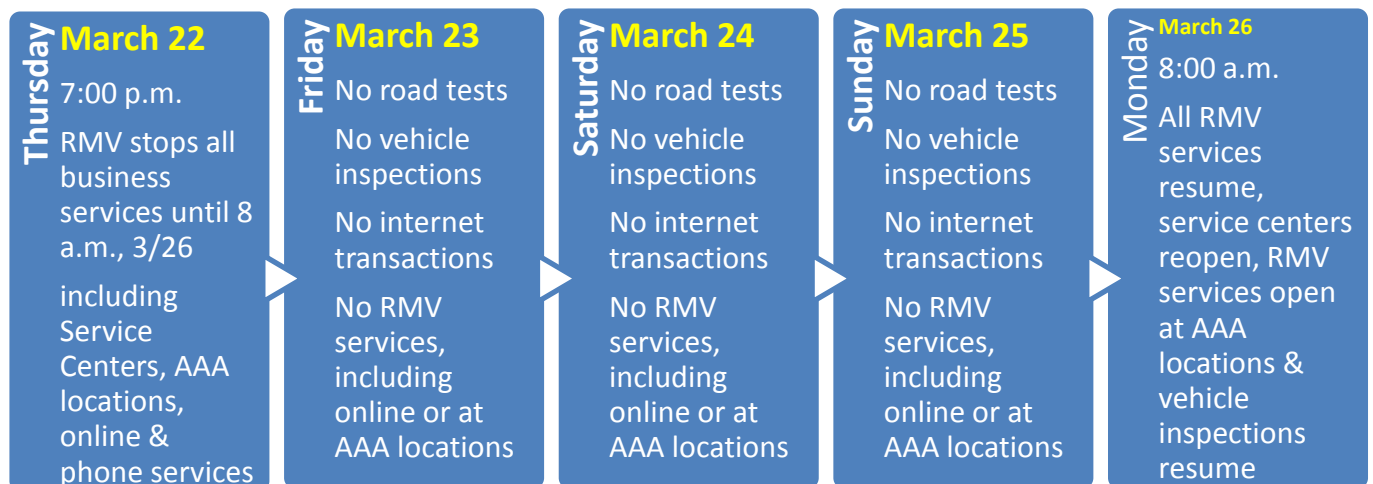 Thursday
March 22
7:00 p.m.
RMV stops all
business
services until 8
a.m., 3/26
including
Service
Centers, AAA
locations,
online &
phone services
Friday
March 23
No road tests
No vehicle
inspections
No internet
transactions
No RMV
services,
including
online or at
AAA locations
Saturday
March 24
No road tests
No vehicle
inspections
No internet
transactions
No RMV
services,
including
online or at
AAA locations
Sunday
March 25
No road tests
No vehicle
inspections
No internet
transactions
No RMV
services,
including
online or at
AAA locations
Monday
March 26
8:00 a.m.
All RMV
services
resume,
service centers
reopen, RMV
services open
at AAA
locations &
vehicle
inspections
resume